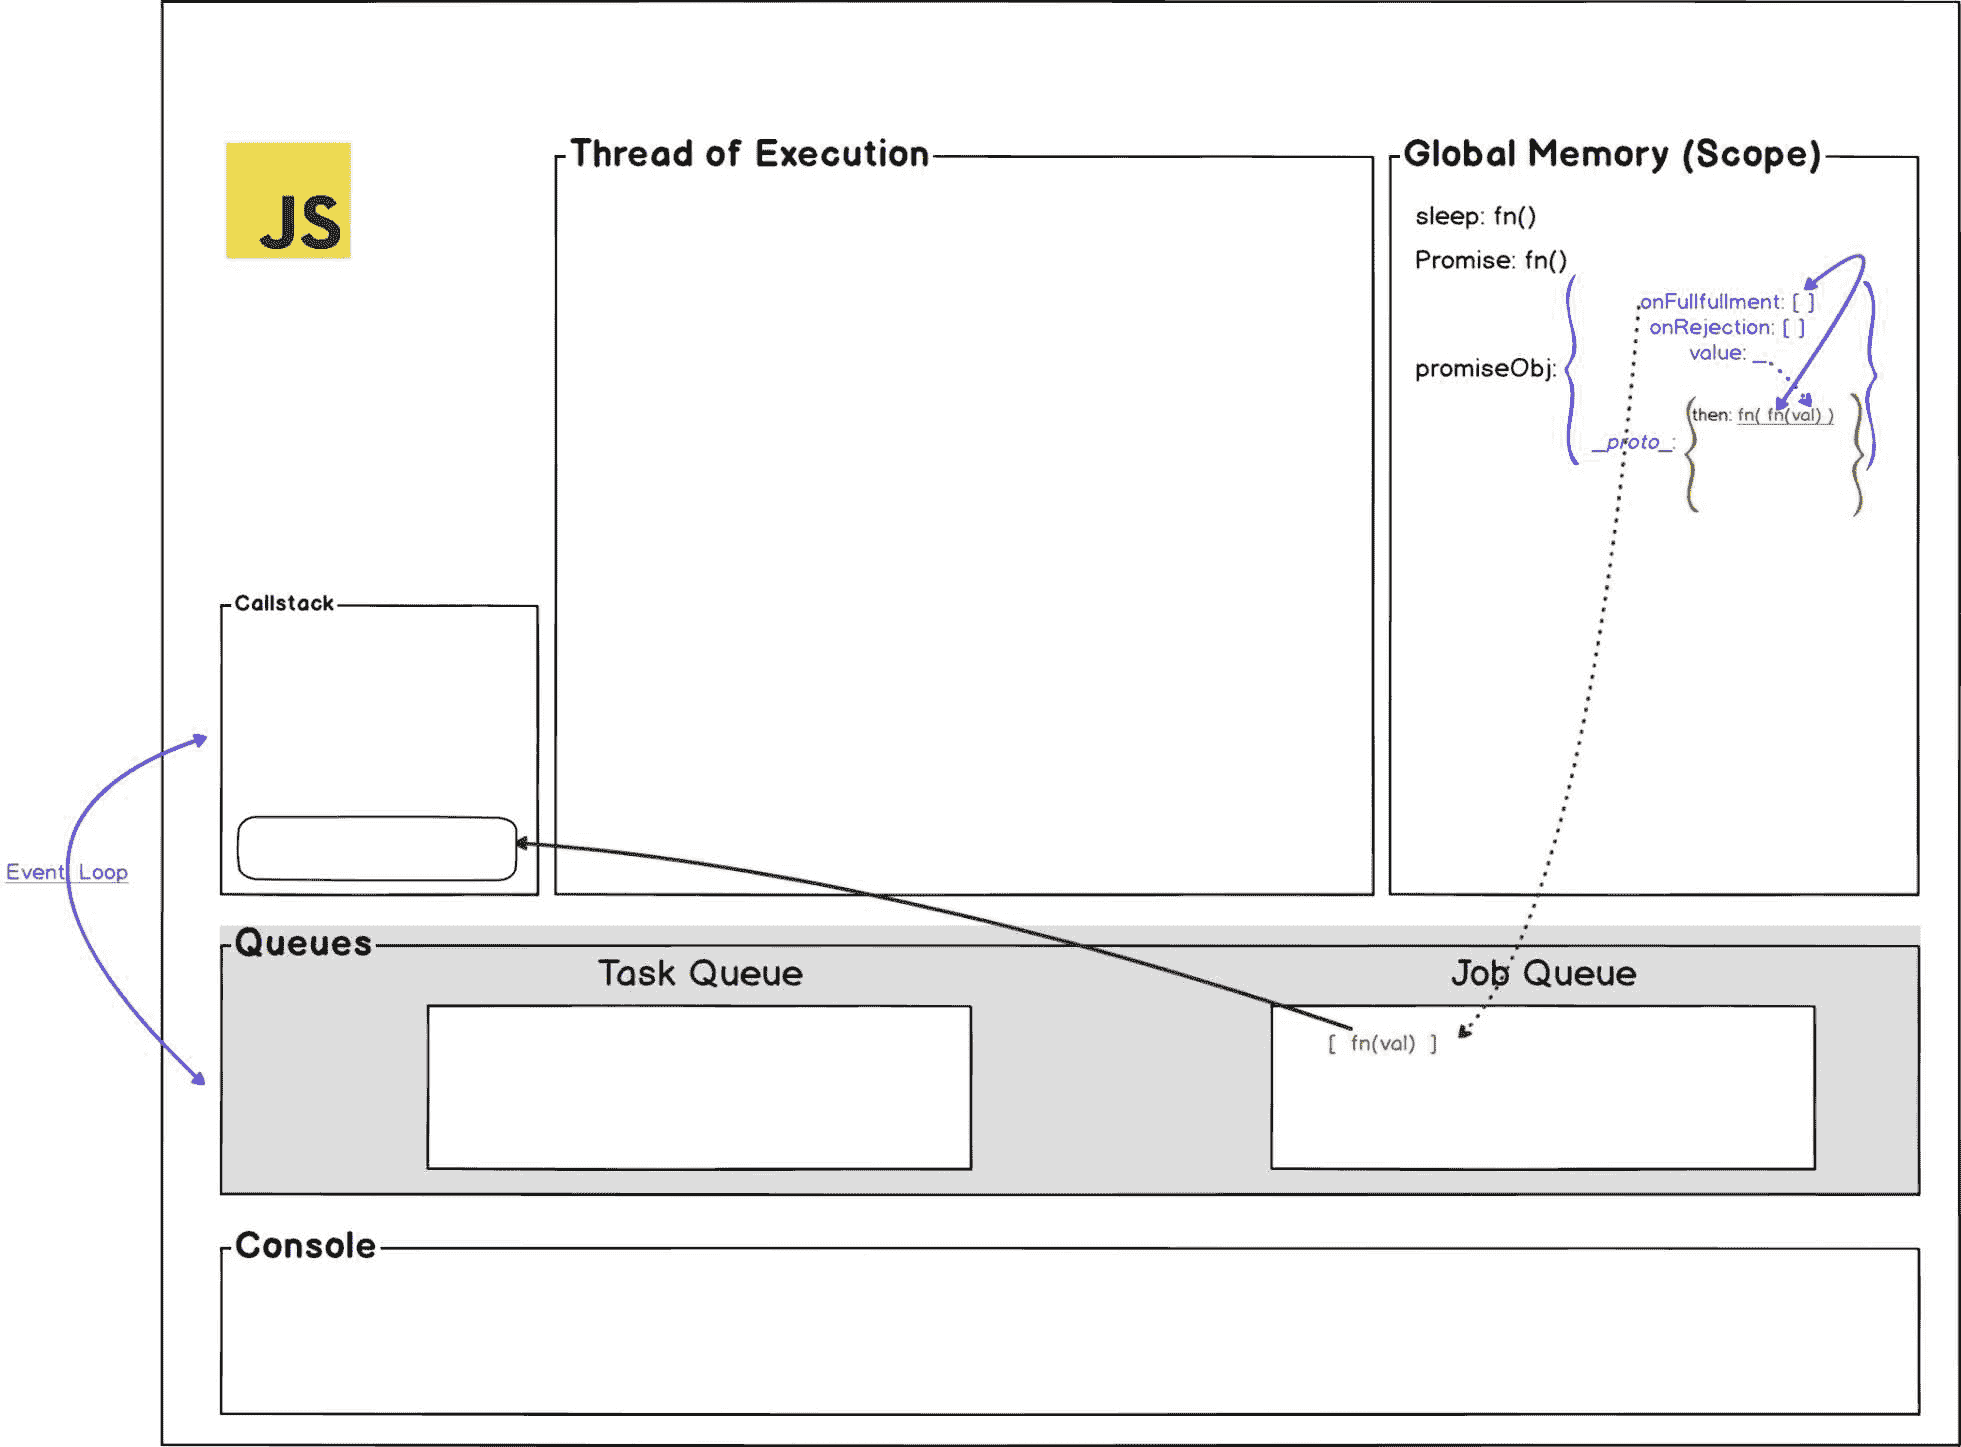 JS
Thread of Execution
Global Memory (Scope)
sleep: fn()
Promise: fn()
onFullfullment: [ ]
onRejection: [ ]
value: _
promiseObj:
then: fn( fn(val) )
_proto_:
Callstack
Event Loop
Queues
Task Queue
Job Queue
[ fn(val) ]
Console